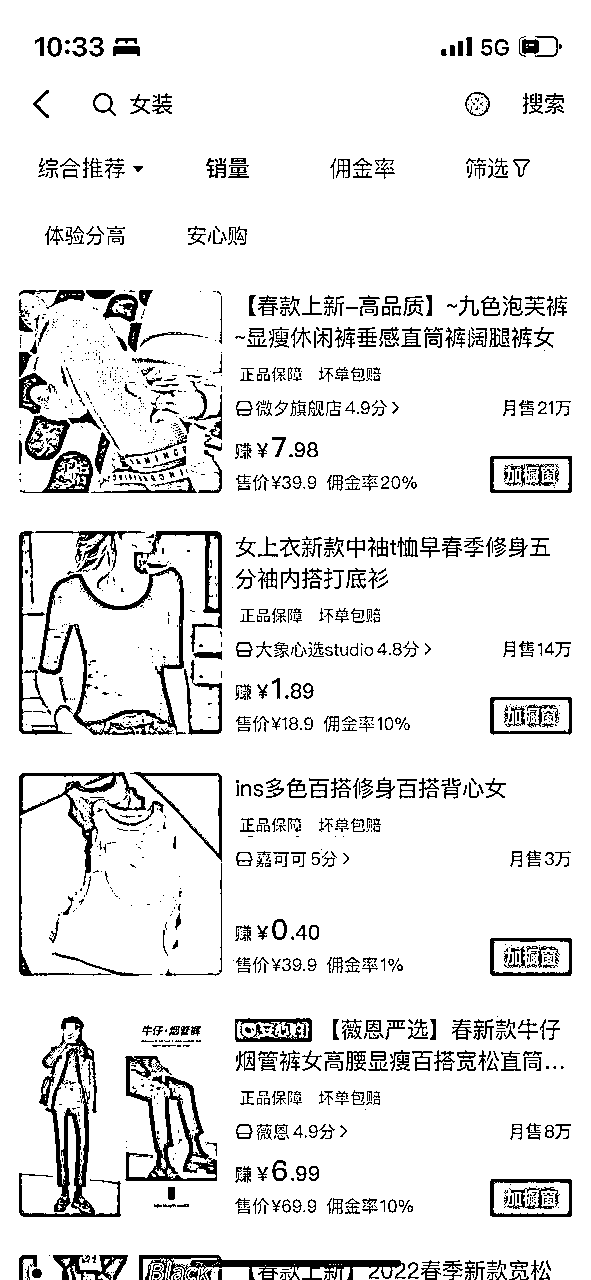 10:33
5G
女装
搜索
综合推荐 销量 佣金率 筛选
体验分高 安心购
【春款上新-高品质】~九色泡芙裤
~显瘦休闲裤垂感直筒裤阔腿裤女
正品保障 坏单包赔
微夕旗舰店4.9分 月售21万
赚¥7.98
售价¥39.9 佣金率20%
加橱窗
女上衣新款中袖t恤早春季修身五
分袖内搭打底衫
正品保障 坏单包赔
大象心选studio 4.8分 月售14万
赚¥1.89
售价¥18.9 佣金率10%
加橱窗
ins多色百搭修身百搭背心女
正品保障 坏单包赔
嘉可可5分 月售3万
赚¥0.40
售价¥39.9 佣金率1%
加橱窗
牛仔·烟管裤
安心购 【薇恩严选】春新款牛仔
烟管裤女高腰显瘦百搭宽松直筒...
正品保障 坏单包赔
薇恩4.9分 月售8万
赚¥6.99
售价¥69.9 佣金率10%
加橱窗
Black
【春款上新】2022春季新款宽松